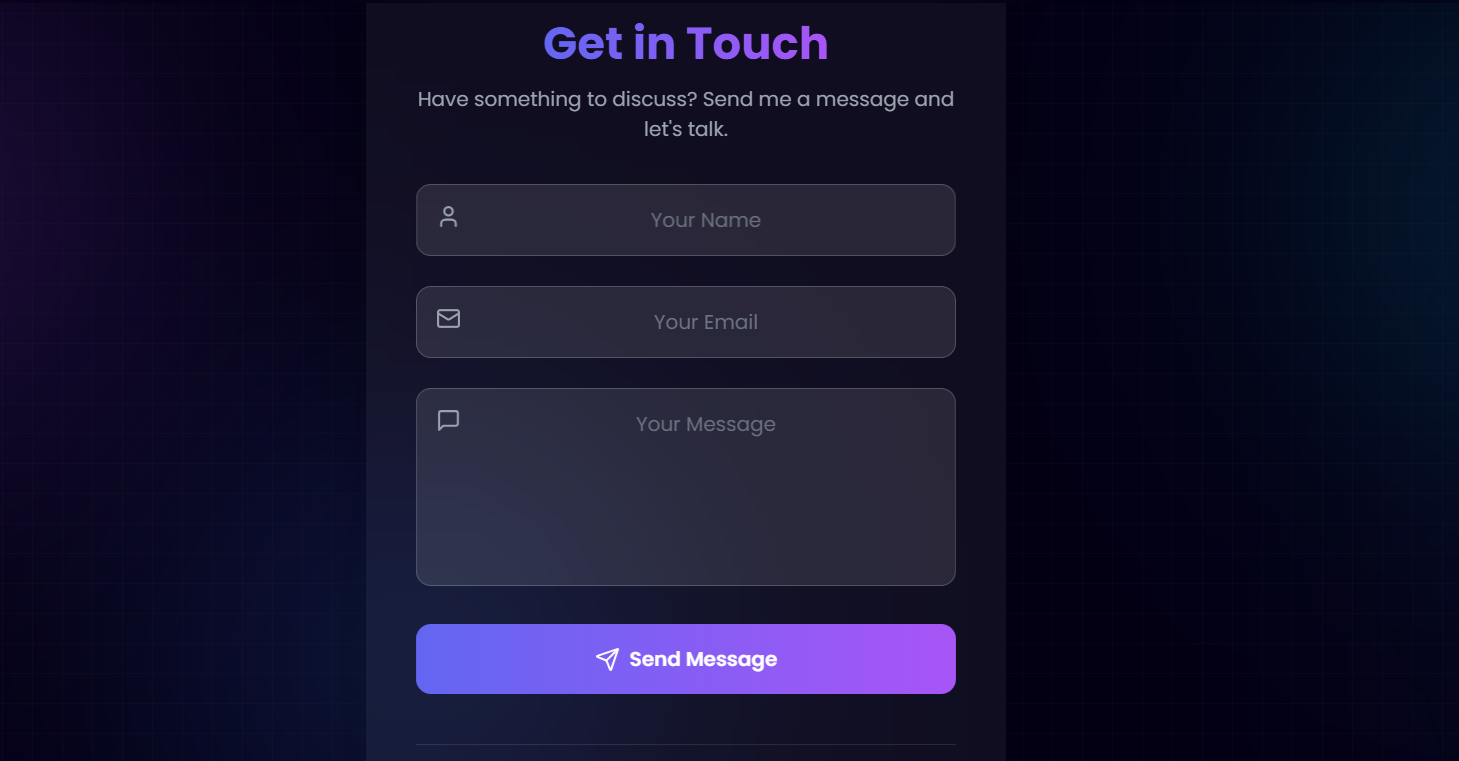 Get in Touch
Have something to discuss? Send me a message and
let's talk.
Your Name
Your Email
Your Message
Send Message